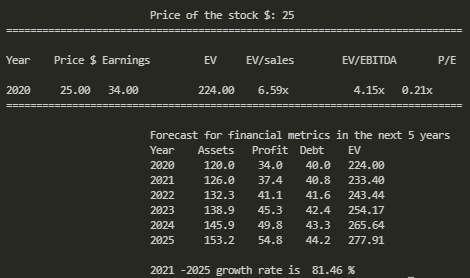 Price of the stock $: 25
================================================================================
Year Price $ Earnings EV EV/sales EV/EBITDA P/E
2020 25.00 34.00 224.00 6.59x 4.15x 0.21x
================================================================================
Forecast for financial metrics in the next 5 years
Year Assets Profit Debt EV
2020 120.0 34.0 40.0 224.00
2021 126.0 37.4 40.8 233.40
2022 132.3 41.1 41.6 243.44
2023 138.9 45.3 42.4 254.17
2024 145.9 49.8 43.3 265.64
2025 153.2 54.8 44.2 277.91
2021 -2025 growth rate is 81.46 %